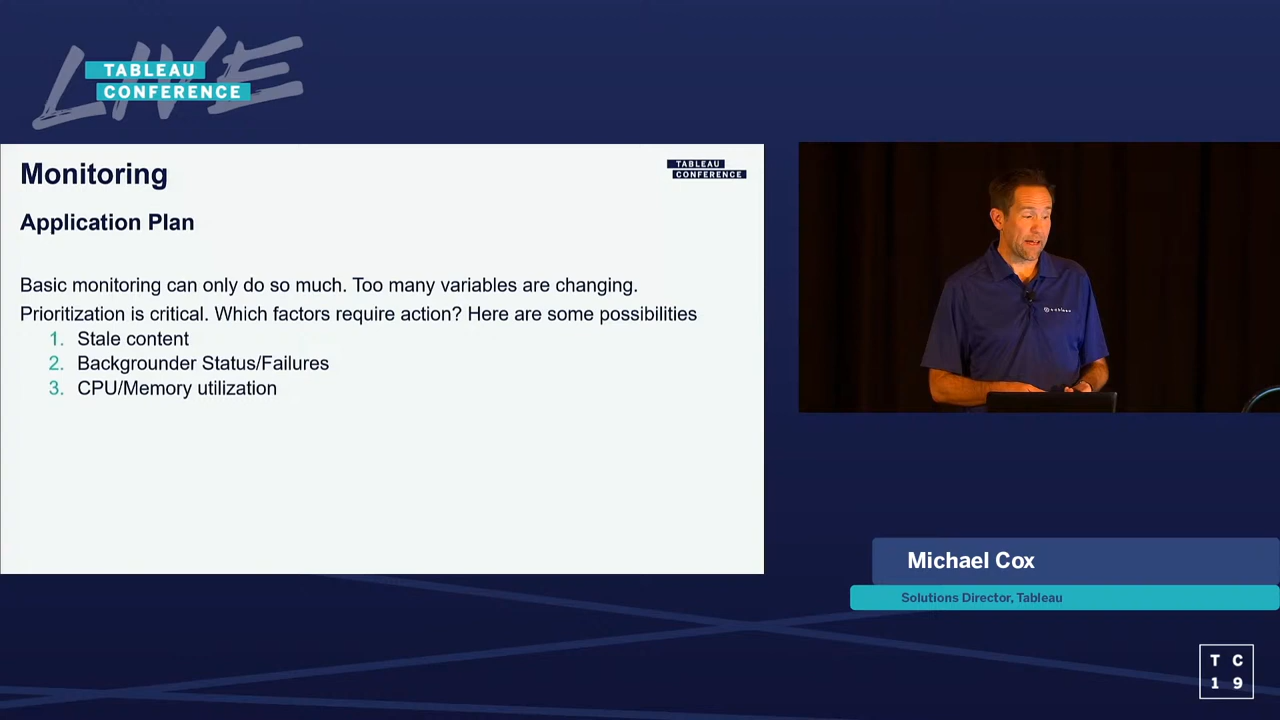 LIVE
TABLEAU
CONFERENCE
Monitoring
TABLEAU
CONFERENCE
Application Plan
Basic monitoring can only do so much. Too many variables are changing.
Prioritization is critical. Which factors require action? Here are some possibilities
1. Stale content
2. Backgrounder Status/Failures
3. CPU/Memory utilization
Michael Cox
Solutions Director, Tableau
T C
1 9